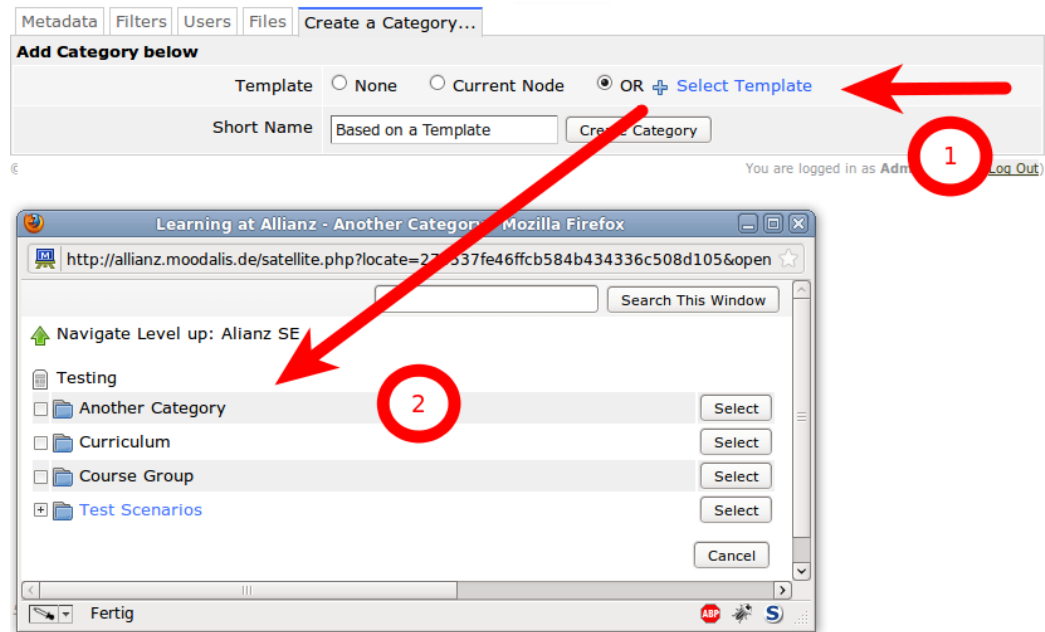 Metadata Filters Users Files Create a Category...
Add Category below
Template None Current Node OR Select Template
Short Name Based on a Template Create Category
1
You are logged in as Log Out)
Learning at Allianz - Another Category - Mozilla Firefox
http://allianz.moodalis.de/satellite.php?locate= 537fe46ffcb584b434336c508d105&open
Search This Window
Navigate Level up: Alianz SE
Testing
Another Category Select
2
Curriculum Select
Course Group Select
Test Scenarios Select
Cancel
Fertig ABP S